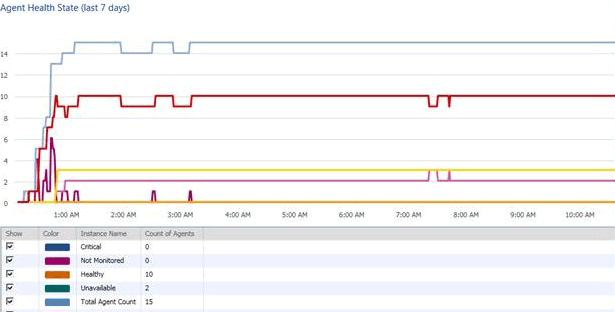 Agent Health State (last 7 days)
14
12
10
8
6
4
2
0
1:00 AM 2:00 AM 3:00 AM 4:00 AM 5:00 AM 6:00 AM 7:00 AM 8:00 AM 9:00 AM 10:00 AM
Show Color Instance Name Count of Agents
Critical 0
Not Monitored 0
Healthy 10
Unavailable 2
Total Agent Count 15